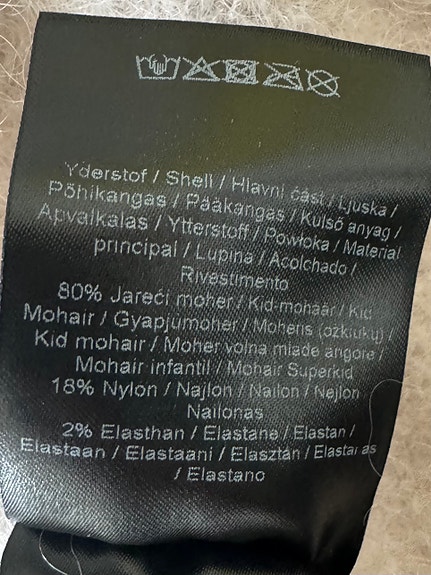 Yderstof / Shell / Hlavní část / Ljuska /
Põhikangas / Pääkangas / Külső anyag /
Apvalkalas / Ytterstoff / Powłoka / Material
principal / Lupina / Acolchado /
Rivestimento
80% Jareći moher / Kid-mohair / Kid
Mohair / Gyapjúmoher / Moheris (ožkiukų) /
Kid mohair / Moher volna mlade angore /
Mohair infantil / Mohair Superkid
18% Nylon / Najlon / Nailon / Nejlon
Nailonas
2% Elasthan / Elastane / Elastan /
Elastaan / Elastaani / Elasztán / Elastanas
/ Elastano